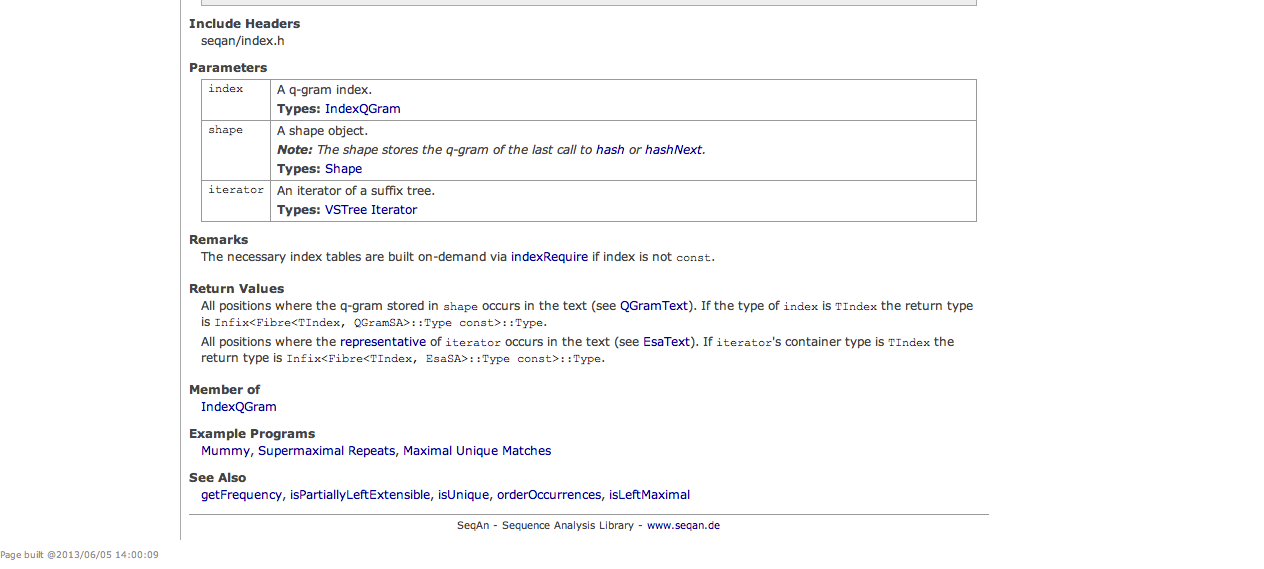 Include Headers
seqan/index.h
Parameters
index
A q-gram index.
Types: IndexQGram
shape
A shape object.
Note: The shape stores the q-gram of the last call to hash or hashNext.
Types: Shape
iterator
An iterator of a suffix tree.
Types: VSTree Iterator
Remarks
The necessary index tables are built on-demand via indexRequire if index is not const.
Return Values
All positions where the q-gram stored in shape occurs in the text (see QGramText). If the type of index is TIndex the return type
is Infix<Fibre<TIndex, QGramSA>::Type const>::Type.
All positions where the representative of iterator occurs in the text (see EsaText). If iterator's container type is TIndex the
return type is Infix<Fibre<TIndex, EsaSA>::Type const>::Type.
Member of
IndexQGram
Example Programs
Mummy, Supermaximal Repeats, Maximal Unique Matches
See Also
getFrequency, isPartiallyLeftExtensible, isUnique, orderOccurrences, isLeftMaximal
SeqAn - Sequence Analysis Library - www.seqan.de
Page built @2013/06/05 14:00:09